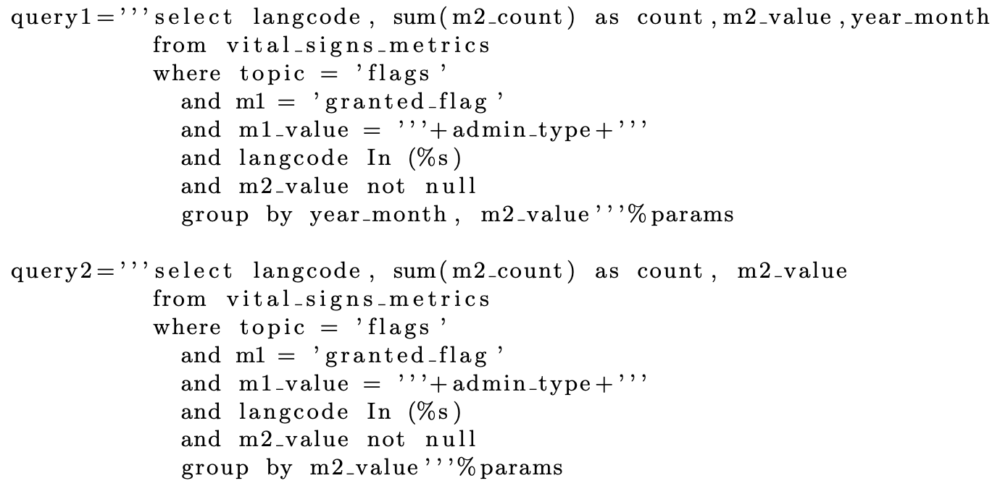 query1='''select langcode, sum(m2_count) as count,m2_value,year_month
from vital_signs_metrics
where topic = 'flags'
and m1 = 'granted_flag'
and m1_value = '''+admin_type+'''
and langcode In (%s)
and m2_value not null
group by year_month, m2_value'''%params
query2='''select langcode, sum(m2_count) as count, m2_value
from vital_signs_metrics
where topic = 'flags'
and m1 = 'granted_flag'
and m1_value = '''+admin_type+'''
and langcode In (%s)
and m2_value not null
group by m2_value'''%params